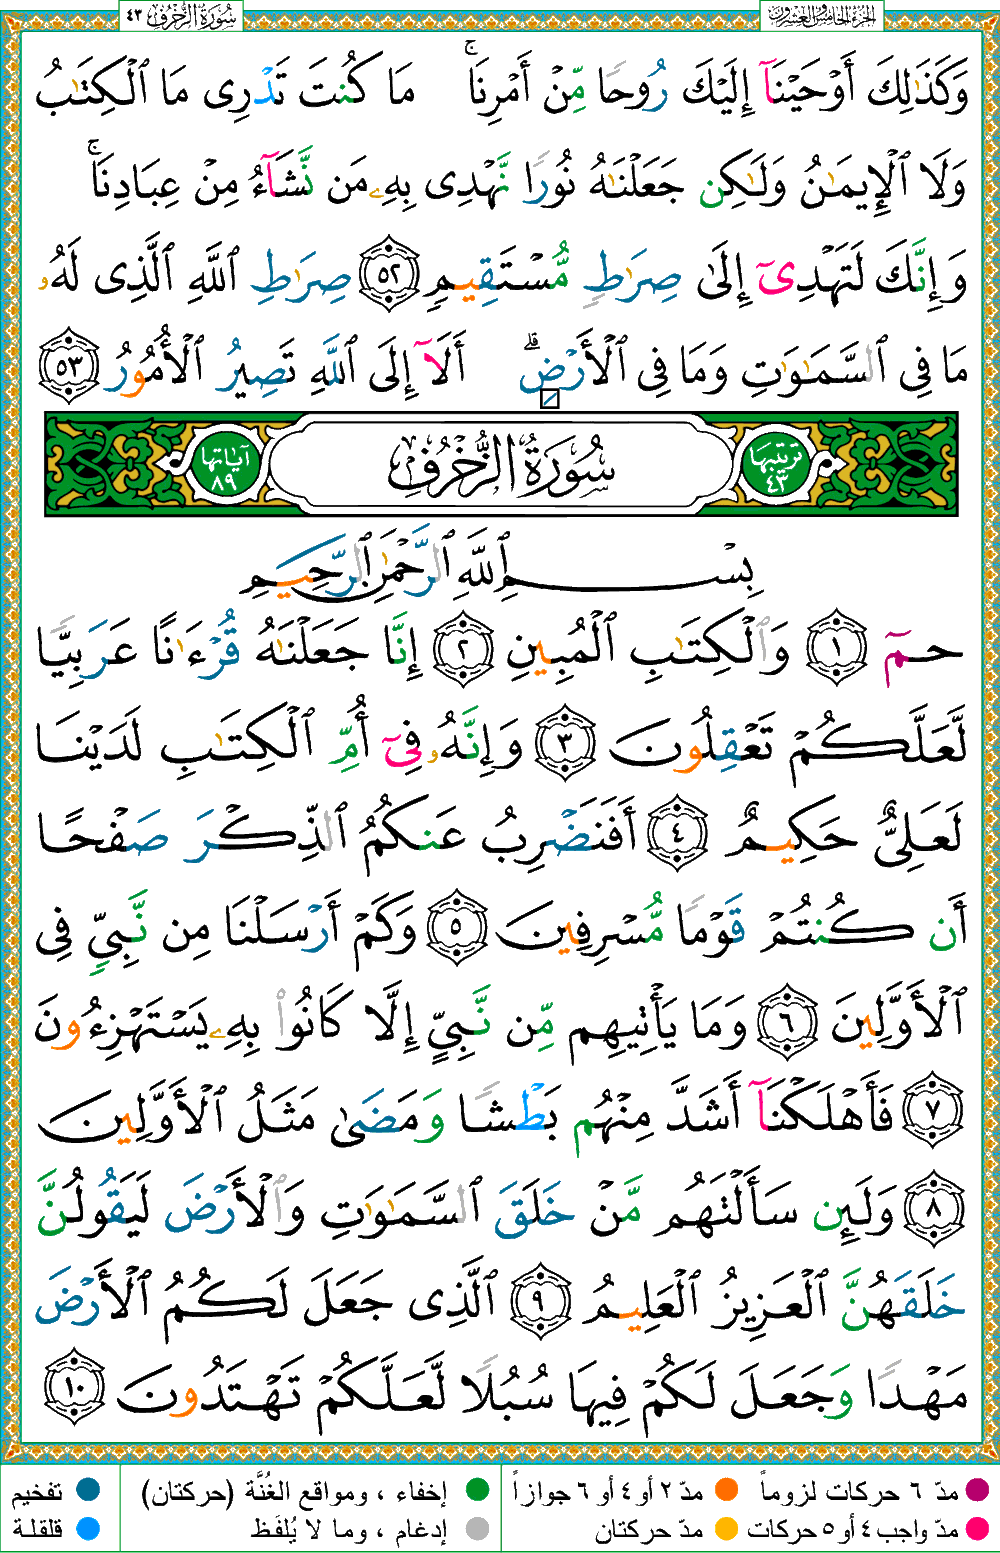 الجزء الخامس والعشرون
سُورَةُ الزُّخْرُفِ ٤٣
وَكَذَٰلِكَ أَوْحَيْنَآ إِلَيْكَ رُوحًا مِّنْ أَمْرِنَا ۚ مَا كُنتَ تَدْرِى مَا ٱلْكِتَـٰبُ
وَلَا ٱلْإِيمَـٰنُ وَلَـٰكِن جَعَلْنَـٰهُ نُورًا نَّهْدِى بِهِۦ مَن نَّشَآءُ مِنْ عِبَادِنَا ۚ
وَإِنَّكَ لَتَهْدِىٓ إِلَىٰ صِرَٰطٍ مُّسْتَقِيمٍ ٥٢ صِرَٰطِ ٱللَّهِ ٱلَّذِى لَهُۥ
مَا فِى ٱلسَّمَـٰوَٰتِ وَمَا فِى ٱلْأَرْضِ ۗ أَلَآ إِلَى ٱللَّهِ تَصِيرُ ٱلْأُمُورُ ٥٣
ترتيبها ٤٣ سُورَةُ الزُّخْرُفِ آياتها ٨٩
بِسْمِ ٱللَّهِ ٱلرَّحْمَـٰنِ ٱلرَّحِيمِ
حمٓ ١ وَٱلْكِتَـٰبِ ٱلْمُبِينِ ٢ إِنَّا جَعَلْنَـٰهُ قُرْءَٰنًا عَرَبِيًّا
لَّعَلَّكُمْ تَعْقِلُونَ ٣ وَإِنَّهُۥ فِىٓ أُمِّ ٱلْكِتَـٰبِ لَدَيْنَا
لَعَلِىٌّ حَكِيمٌ ٤ أَفَنَضْرِبُ عَنكُمُ ٱلذِّكْرَ صَفْحًا
أَن كُنتُمْ قَوْمًا مُّسْرِفِينَ ٥ وَكَمْ أَرْسَلْنَا مِن نَّبِىٍّ فِى
ٱلْأَوَّلِينَ ٦ وَمَا يَأْتِيهِم مِّن نَّبِىٍّ إِلَّا كَانُوا۟ بِهِۦ يَسْتَهْزِءُونَ
٧ فَأَهْلَكْنَآ أَشَدَّ مِنْهُم بَطْشًا وَمَضَىٰ مَثَلُ ٱلْأَوَّلِينَ
٨ وَلَئِن سَأَلْتَهُم مَّنْ خَلَقَ ٱلسَّمَـٰوَٰتِ وَٱلْأَرْضَ لَيَقُولُنَّ
خَلَقَهُنَّ ٱلْعَزِيزُ ٱلْعَلِيمُ ٩ ٱلَّذِى جَعَلَ لَكُمُ ٱلْأَرْضَ
مَهْدًا وَجَعَلَ لَكُمْ فِيهَا سُبُلًا لَّعَلَّكُمْ تَهْتَدُونَ ١٠
مدّ ٦ حركات لزوماً مدّ ٢ أو ٤ أو ٦ جوازاً إخفاء ، ومواقع الغُنَّة (حركتان) تفخيم
مدّ واجب ٤ أو ٥ حركات مدّ حركتان إدغام ، وما لا يُلفَظ قلقلة